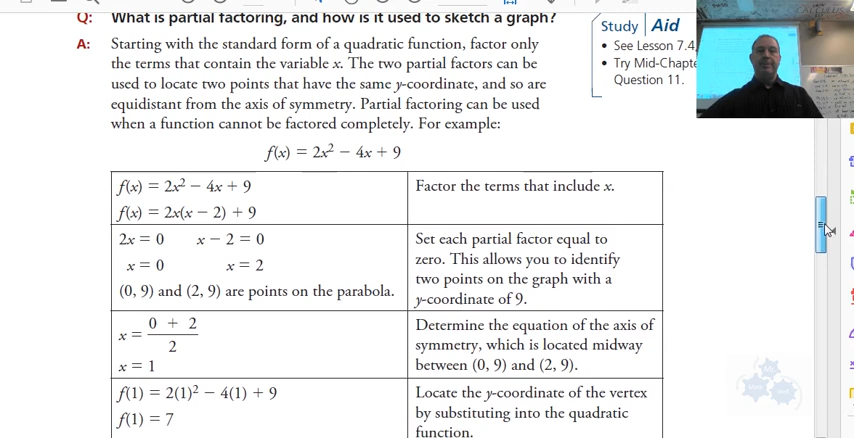 Q: What is partial factoring, and how is it used to sketch a graph?
A: Starting with the standard form of a quadratic function, factor only
the terms that contain the variable x. The two partial factors can be
used to locate two points that have the same y-coordinate, and so are
equidistant from the axis of symmetry. Partial factoring can be used
when a function cannot be factored completely. For example:
f(x) = 2x² − 4x + 9
Study Aid
• See Lesson 7.4,
• Try Mid-Chapte
Question 11.
f(x) = 2x² − 4x + 9
f(x) = 2x(x − 2) + 9
Factor the terms that include x.
2x = 0 x − 2 = 0
x = 0 x = 2
(0, 9) and (2, 9) are points on the parabola.
Set each partial factor equal to
zero. This allows you to identify
two points on the graph with a
y-coordinate of 9.
x = (0 + 2)/2
x = 1
Determine the equation of the axis of
symmetry, which is located midway
between (0, 9) and (2, 9).
f(1) = 2(1)² − 4(1) + 9
f(1) = 7
Locate the y-coordinate of the vertex
by substituting into the quadratic
function.